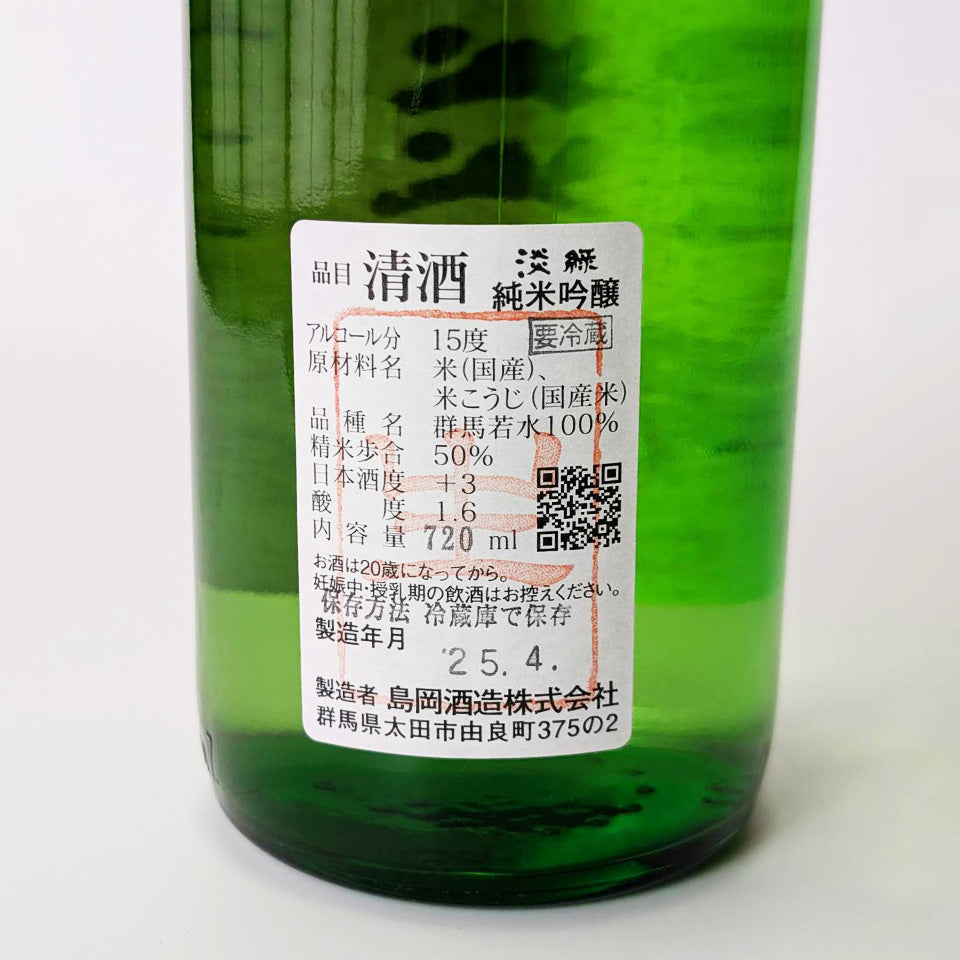 品目 清酒 淡緑
純米吟醸
アルコール分 15度 要冷蔵
原材料名 米(国産)、
米こうじ(国産米)
品種名 群馬若水100%
精米歩合 50%
日本酒度 +3
酸度 1.6
内容量 720 ml
生
お酒は20歳になってから。
妊娠中・授乳期の飲酒はお控えください。
保存方法 冷蔵庫で保存
製造年月
'25.4.
製造者 島岡酒造株式会社
群馬県太田市由良町375の2